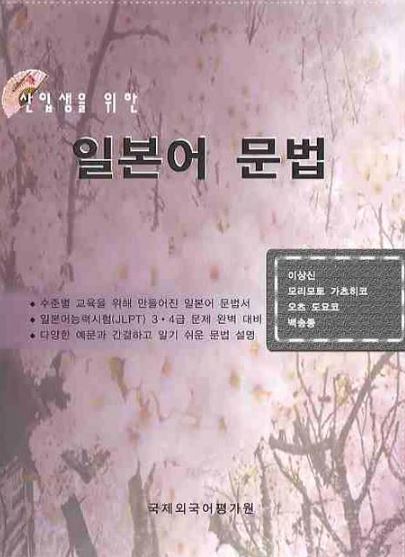 신입생을 위한
일본어 문법
이상신
모리모토 가츠히코
오츠 도묘코
백송종
◆ 수준별 교육을 위해 만들어진 일본어 문법서
◆ 일본어능력시험(JLPT) 3·4급 문제 완벽 대비
◆ 다양한 예문과 간결하고 알기 쉬운 문법 설명
국제외국어평가원